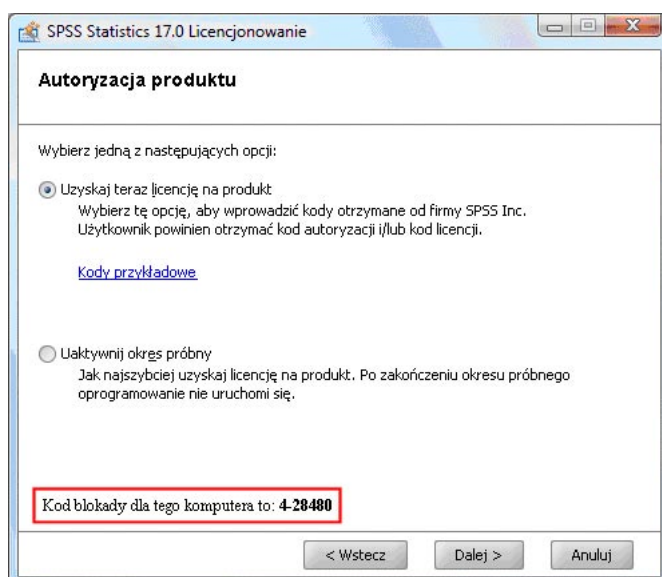 SPSS Statistics 17.0 Licencjonowanie
Autoryzacja produktu
Wybierz jedną z następujących opcji:
Uzyskaj teraz licencję na produkt
Wybierz tę opcję, aby wprowadzić kody otrzymane od firmy SPSS Inc.
Użytkownik powinien otrzymać kod autoryzacji i/lub kod licencji.
Kody przykładowe
Uaktywnij okres próbny
Jak najszybciej uzyskaj licencję na produkt. Po zakończeniu okresu próbnego
oprogramowanie nie uruchomi się.
Kod blokady dla tego komputera to: 4-28480
< Wstecz Dalej > Anuluj